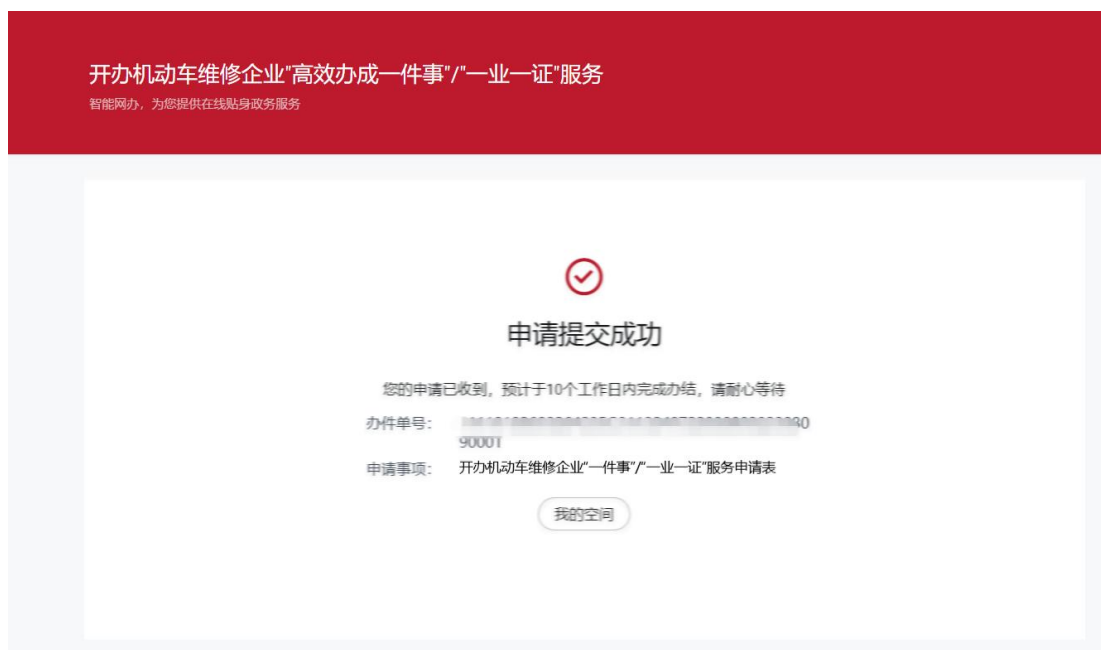 开办机动车维修企业"高效办成一件事"/"一业一证"服务
智能网办，为您提供在线贴身政务服务
申请提交成功
您的申请已收到，预计于10个工作日内完成办结，请耐心等待
办件单号：
90001
申请事项： 开办机动车维修企业"一件事"/"一业一证"服务申请表
我的空间